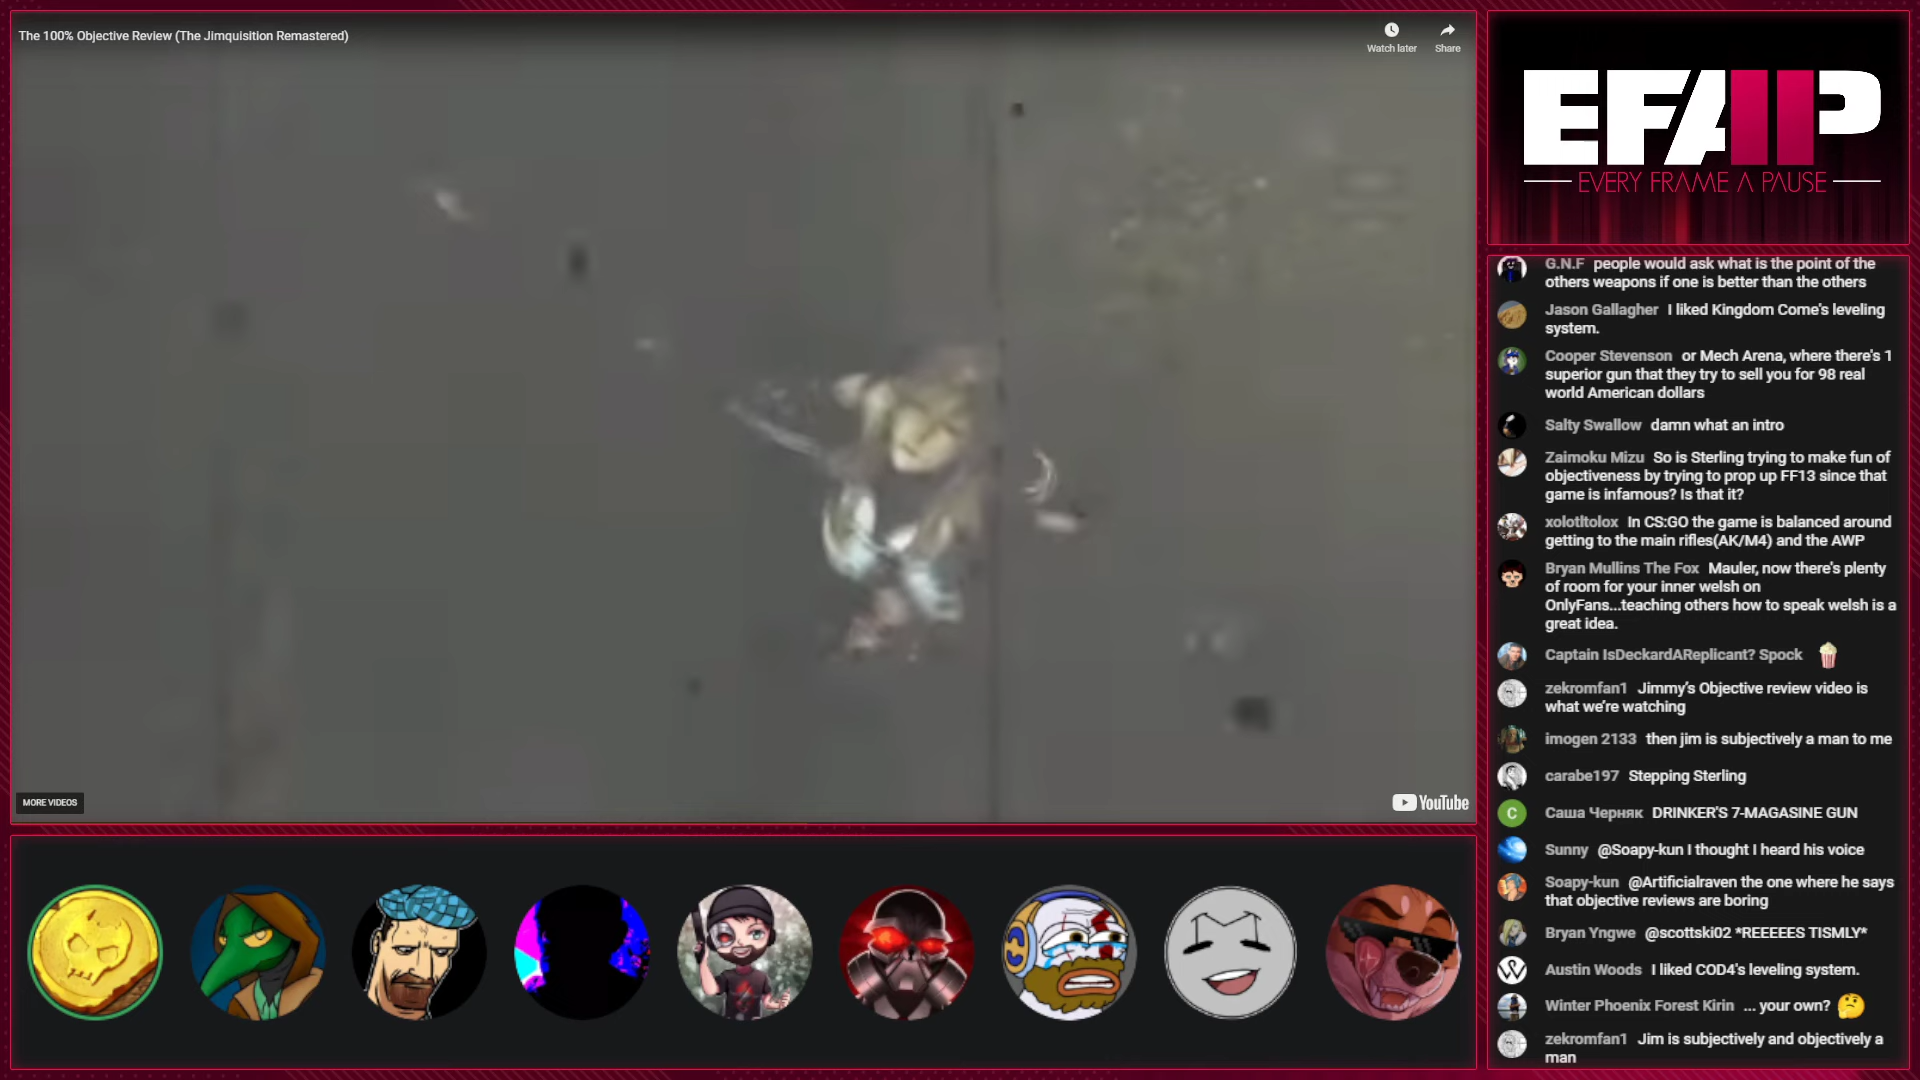 The 100% Objective Review (The Jimquisition Remastered)
Watch later
Share
MORE VIDEOS
YouTube
EFAP
EVERY FRAME A PAUSE
G.N.F people would ask what is the point of the
others weapons if one is better than the others
Jason Gallagher I liked Kingdom Come's leveling
system.
Cooper Stevenson or Mech Arena, where there's 1
superior gun that they try to sell you for 98 real
world American dollars
Salty Swallow damn what an intro
Zaimoku Mizu So is Sterling trying to make fun of
objectiveness by trying to prop up FF13 since that
game is infamous? Is that it?
xolotltolox In CS:GO the game is balanced around
getting to the main rifles(AK/M4) and the AWP
Bryan Mullins The Fox Mauler, now there's plenty
of room for your inner welsh on
OnlyFans...teaching others how to speak welsh is a
great idea.
Captain IsDeckardAReplicant? Spock 🍿
zekromfan1 Jimmy's Objective review video is
what we're watching
imogen 2133 then jim is subjectively a man to me
carabe197 Stepping Sterling
C
Саша Черняк DRINKER'S 7-MAGASINE GUN
Sunny @Soapy-kun I thought I heard his voice
Soapy-kun @Artificialraven the one where he says
that objective reviews are boring
Bryan Yngwe @scottski02 *REEEEES TISMLY*
Austin Woods I liked COD4's leveling system.
Winter Phoenix Forest Kirin ... your own? 🤔
zekromfan1 Jim is subjectively and objectively a
man